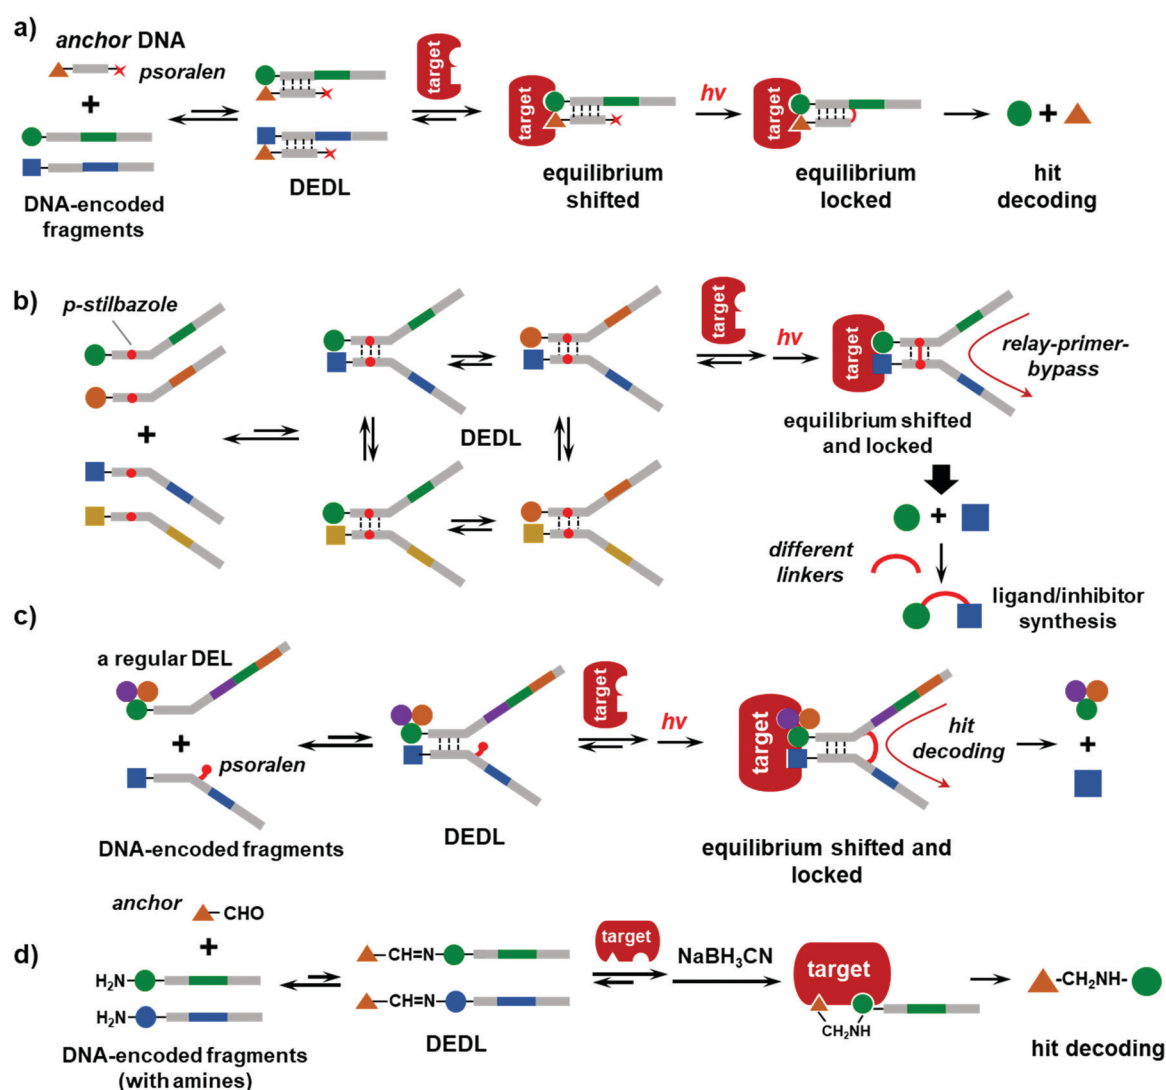 a)
anchor DNA
psoralen
+
DNA-encoded
fragments
DEDL
target
target
equilibrium
shifted
hv
target
equilibrium
locked
+
hit
decoding
b)
p-stilbazole
+
DEDL
target
hv
target
relay-primer-
bypass
equilibrium shifted
and locked
+
different
linkers
ligand/inhibitor
synthesis
c)
a regular DEL
+
psoralen
DNA-encoded fragments
DEDL
target
hv
target
hit
decoding
+
equilibrium shifted and
locked
d)
anchor
CHO
+
H₂N
H₂N
DNA-encoded fragments
(with amines)
CH=N
CH=N
DEDL
target
NaBH₃CN
target
CH₂NH
CH₂NH
hit decoding